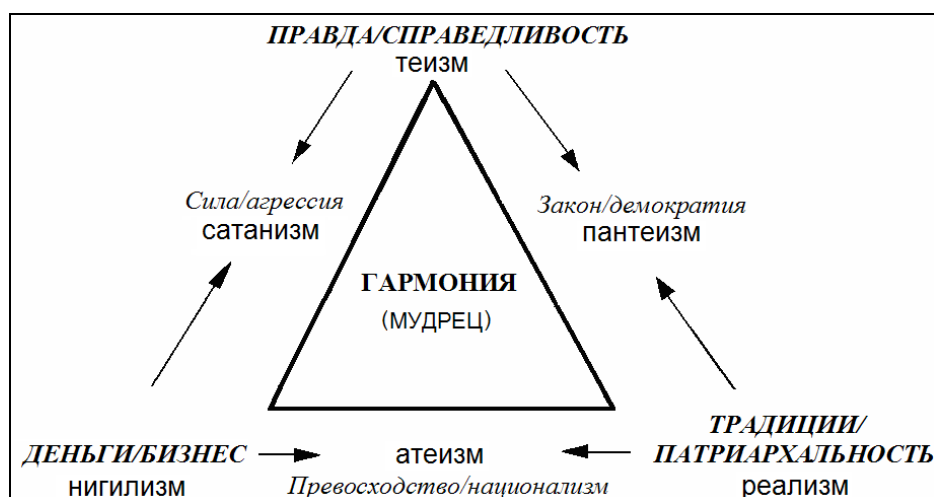 ПРАВДА/СПРАВЕДЛИВОСТЬ
теизм
Сила/агрессия
сатанизм
Закон/демократия
пантеизм
ГАРМОНИЯ
(МУДРЕЦ)
ДЕНЬГИ/БИЗНЕС
нигилизм
атеизм
Превосходство/национализм
ТРАДИЦИИ/
ПАТРИАРХАЛЬНОСТЬ
реализм